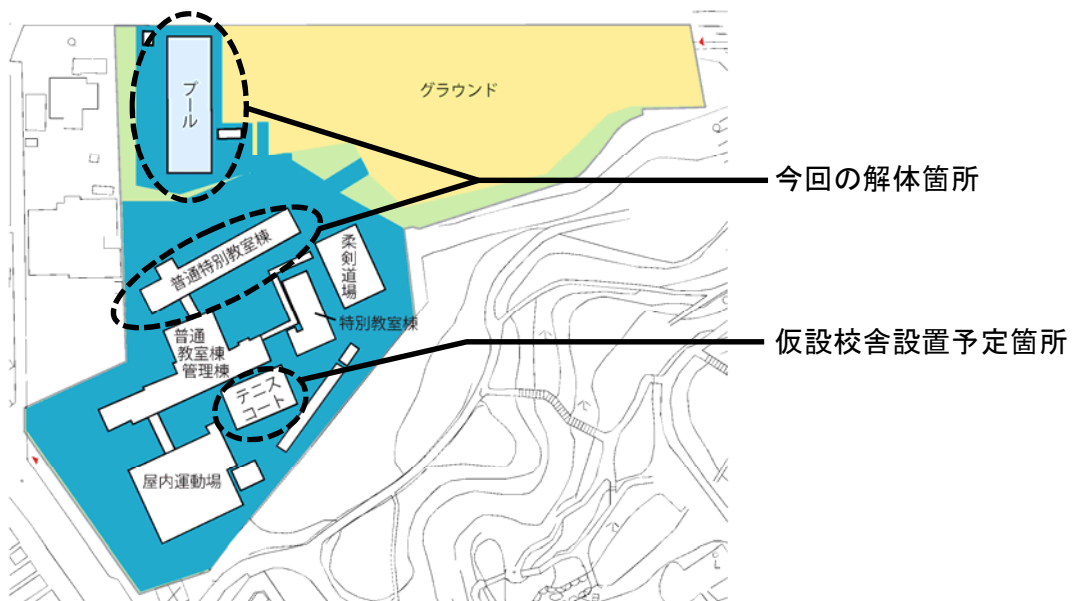 プール
グラウンド
今回の解体箇所
普通特別教室棟
柔剣道場
特別教室棟
仮設校舎設置予定箇所
普通
教室棟
管理棟
テニス
コート
屋内運動場